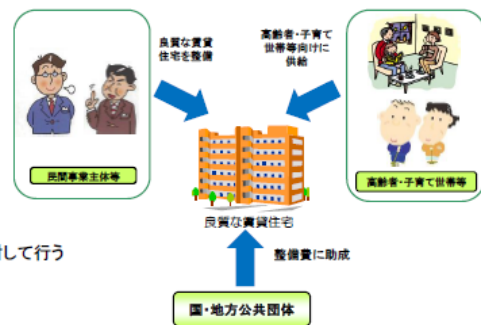 良質な賃貸
住宅を整備
高齢者・子育て
世帯等向けに
供給
民間事業主体等
高齢者・子育て世帯等
良質な賃貸住宅
して行う
整備費に助成
国・地方公共団体